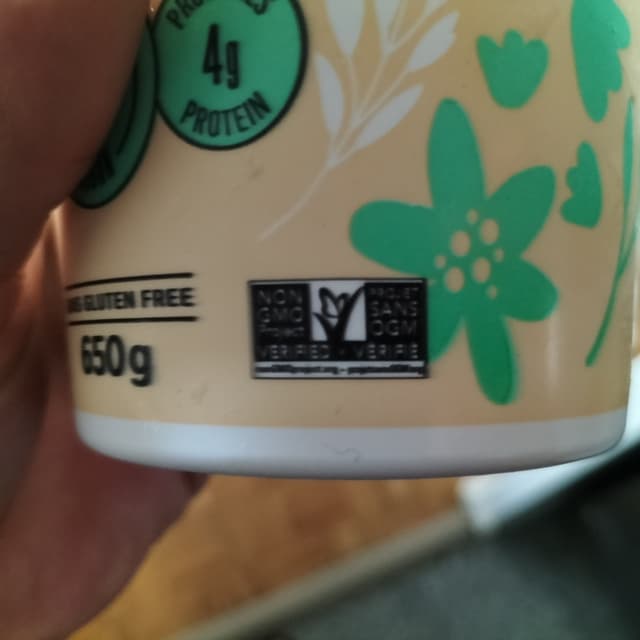 4g
PROTEIN
GLUTEN FREE
650g
NON
GMO
Project
VERIFIED
PROJET
SANS
OGM
VÉRIFIÉ